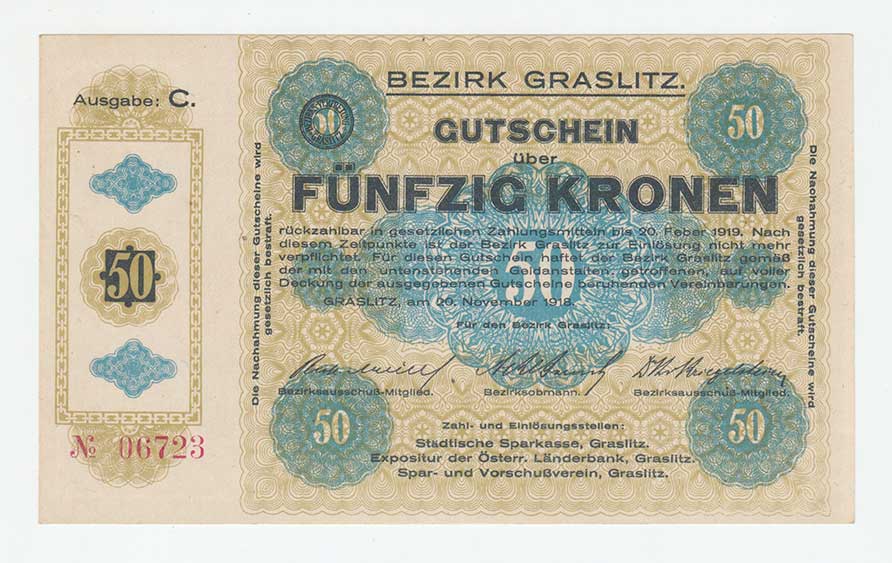 Ausgabe: C.
50
№ 06723
Die Nachahmung dieser Gutscheine wird
gesetzlich bestraft.
BEZIRK GRASLITZ.
50
50
GUTSCHEIN
über
FÜNFZIG KRONEN
50
rückzahlbar in gesetzlichen Zahlungsmitteln bis 20. Feber 1919. Nach
diesem Zeitpunkte ist der Bezirk Graslitz zur Einlösung nicht mehr
verpflichtet. Für diesen Gutschein haftet der Bezirk Graslitz gemäß
der mit den untenstehenden Geldanstalten getroffenen, auf voller
Deckung der ausgegebenen Gutscheine beruhenden Vereinbarungen.
GRASLITZ, am 20. November 1918.
Für den Bezirk Graslitz:
Bezirksausschuß-Mitglied. Bezirksobmann. Bezirksausschuß-Mitglied.
50
50
Zahl- und Einlösungsstellen:
Städtische Sparkasse, Graslitz.
Expositur der Österr. Länderbank, Graslitz.
Spar- und Vorschußverein, Graslitz.
Die Nachahmung dieser Gutscheine wird
gesetzlich bestraft.